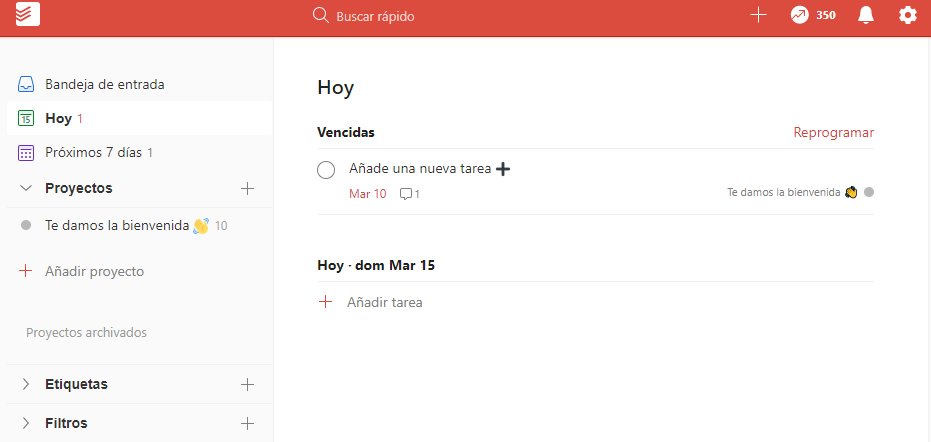 Buscar rápido
350
Bandeja de entrada
15 Hoy 1
Próximos 7 días 1
Proyectos
Te damos la bienvenida 👋 10
Añadir proyecto
Proyectos archivados
Etiquetas
Filtros
Hoy
Vencidas Reprogramar
Añade una nueva tarea ➕
Mar 10 1 Te damos la bienvenida 👏
Hoy · dom Mar 15
Añadir tarea